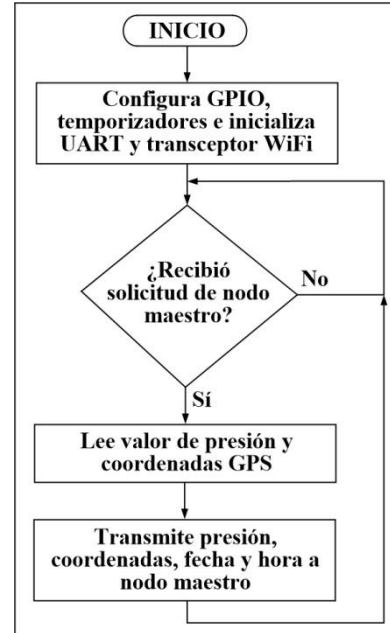 INICIO
Configura GPIO,
temporizadores e inicializa
UART y transceptor WiFi
¿Recibió
solicitud de nodo
maestro?
No
Sí
Lee valor de presión y
coordenadas GPS
Transmite presión,
coordenadas, fecha y hora a
nodo maestro